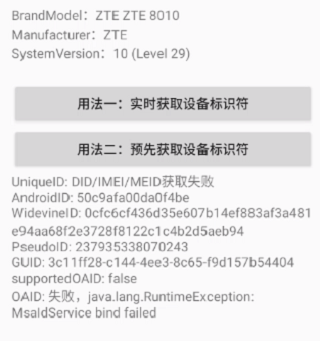 BrandModel：ZTE ZTE 8010
Manufacturer：ZTE
SystemVersion：10 (Level 29)
用法一：实时获取设备标识符
用法二：预先获取设备标识符
UniqueID: DID/IMEI/MEID获取失败
AndroidID: 50c9afa00da0f4be
WidevineID: 0cfc6cf436d35e607b14ef883af3a481
e94aa68f2e3728f8122c1c4b2d5aeb94
PseudoID: 237935338070243
GUID: 3c11ff28-c144-4ee3-8c65-f9d157b54404
supportedOAID: false
OAID: 失败，java.lang.RuntimeException:
MsaIdService bind failed